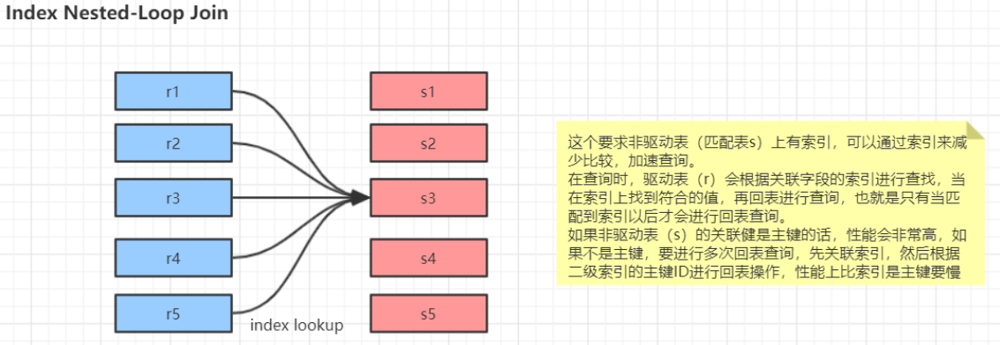 Index Nested-Loop Join
r1
s1
r2
s2
r3
s3
r4
s4
r5
s5
index lookup
这个要求非驱动表（匹配表s）上有索引，可以通过索引来减
少比较，加速查询。
在查询时，驱动表（r）会根据关联字段的索引进行查找，当
在索引上找到符合的值，再回表进行查询，也就是只有当匹
配到索引以后才会进行回表查询。
如果非驱动表（s）的关联健是主键的话，性能会非常高，如
果不是主键，要进行多次回表查询，先关联索引，然后根据
二级索引的主键ID进行回表操作，性能上比索引是主键要慢